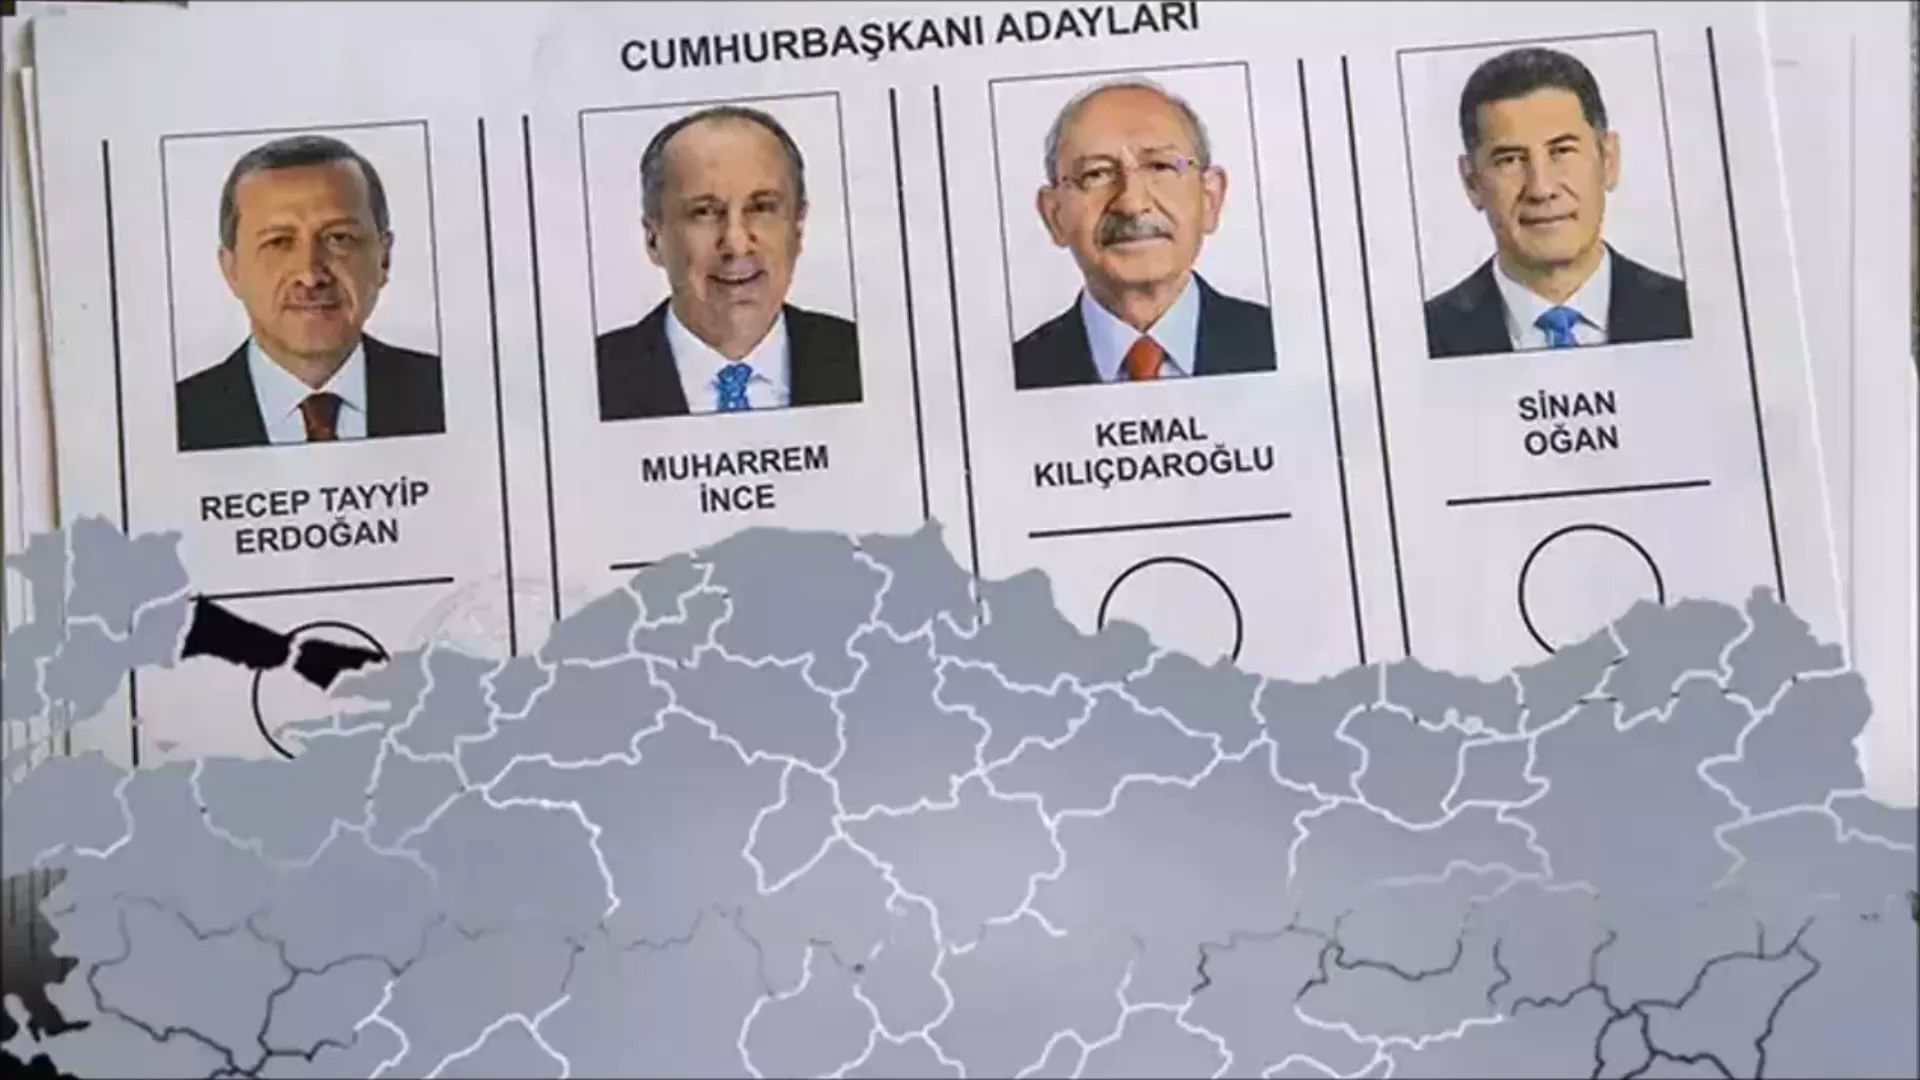 CUMHURBAŞKANI ADAYLARI
RECEP TAYYİP
ERDOĞAN
MUHARREM
İNCE
KEMAL
KILIÇDAROĞLU
SİNAN
OĞAN